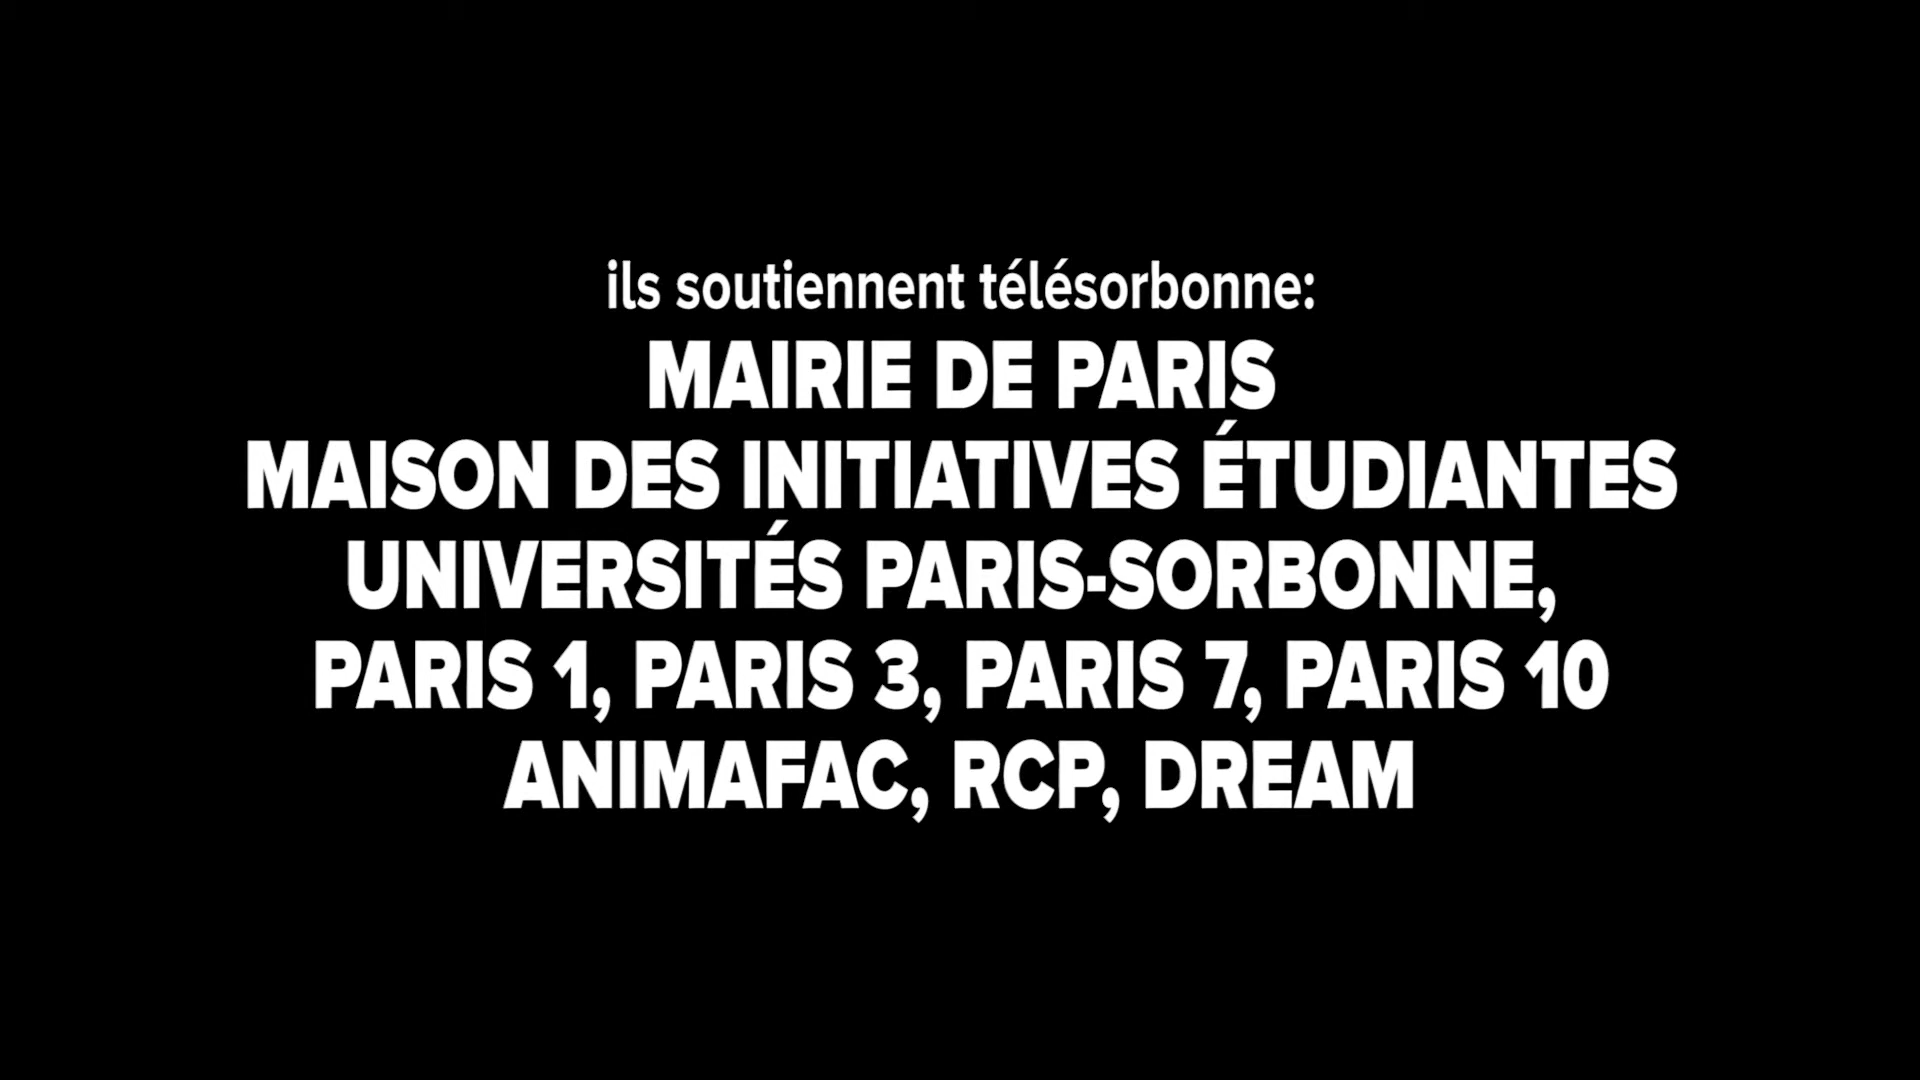 ils soutiennent télésorbonne:
MAIRIE DE PARIS
MAISON DES INITIATIVES ÉTUDIANTES
UNIVERSITÉS PARIS-SORBONNE,
PARIS 1, PARIS 3, PARIS 7, PARIS 10
ANIMAFAC, RCP, DREAM